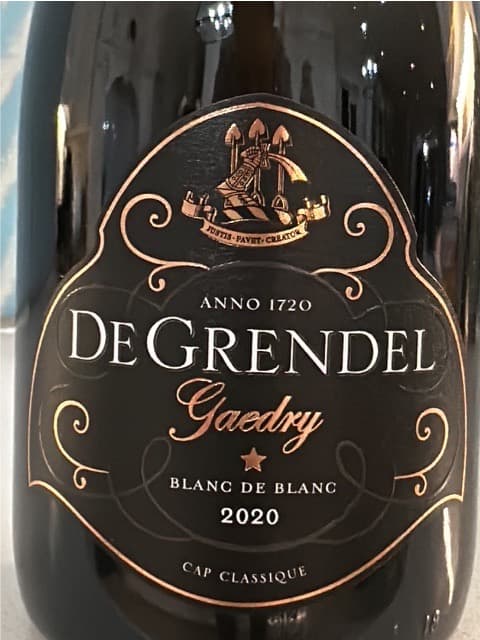 JUSTIS·FAVET·CREATOR
ANNO 1720
DE GRENDEL
Gaedry
BLANC DE BLANC
2020
CAP CLASSIQUE